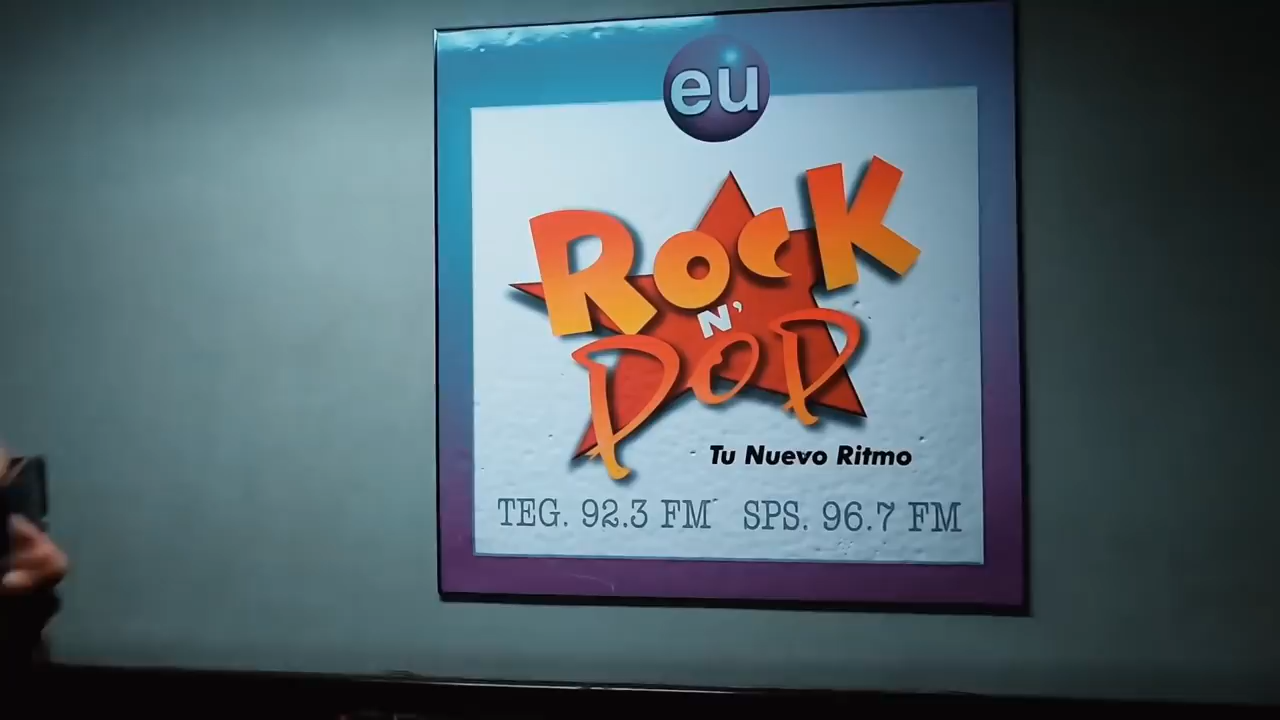 eu
ROCK
N'
POP
Tu Nuevo Ritmo
TEG. 92.3 FM SPS. 96.7 FM